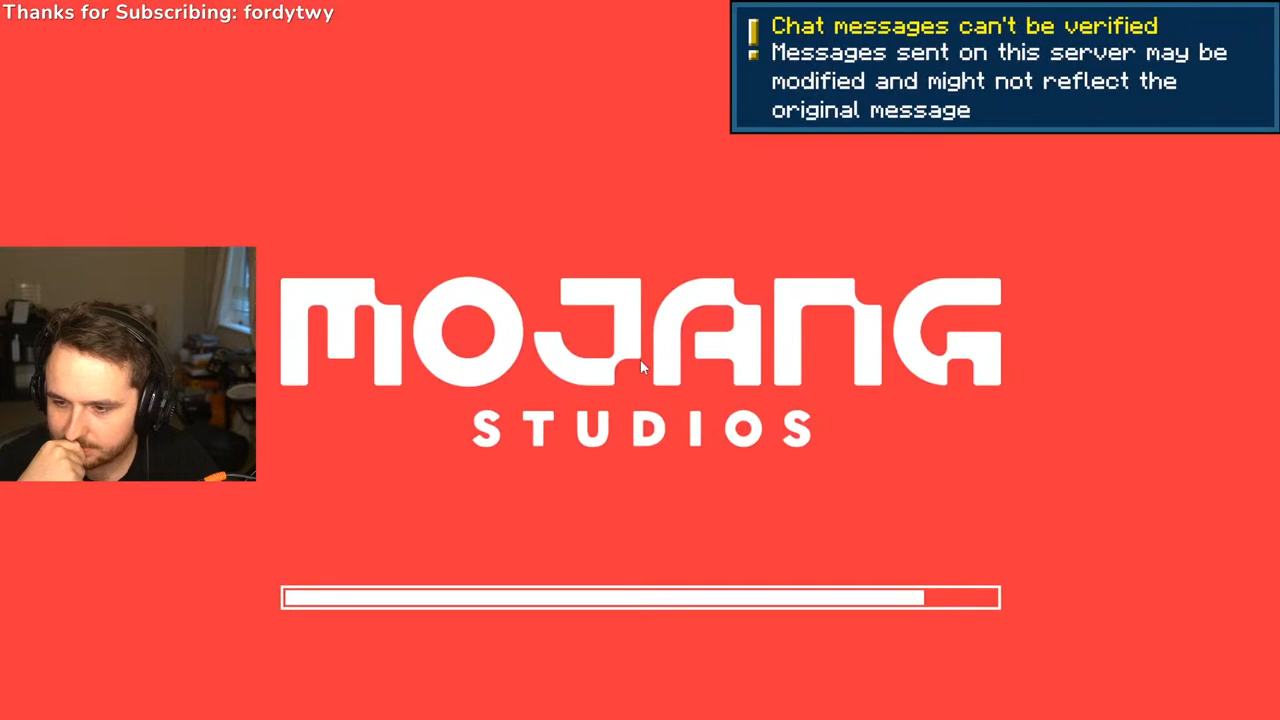 Thanks for Subscribing: fordytwy
Chat messages can't be verified
Messages sent on this server may be
modified and might not reflect the
original message
MOJANG
STUDIOS